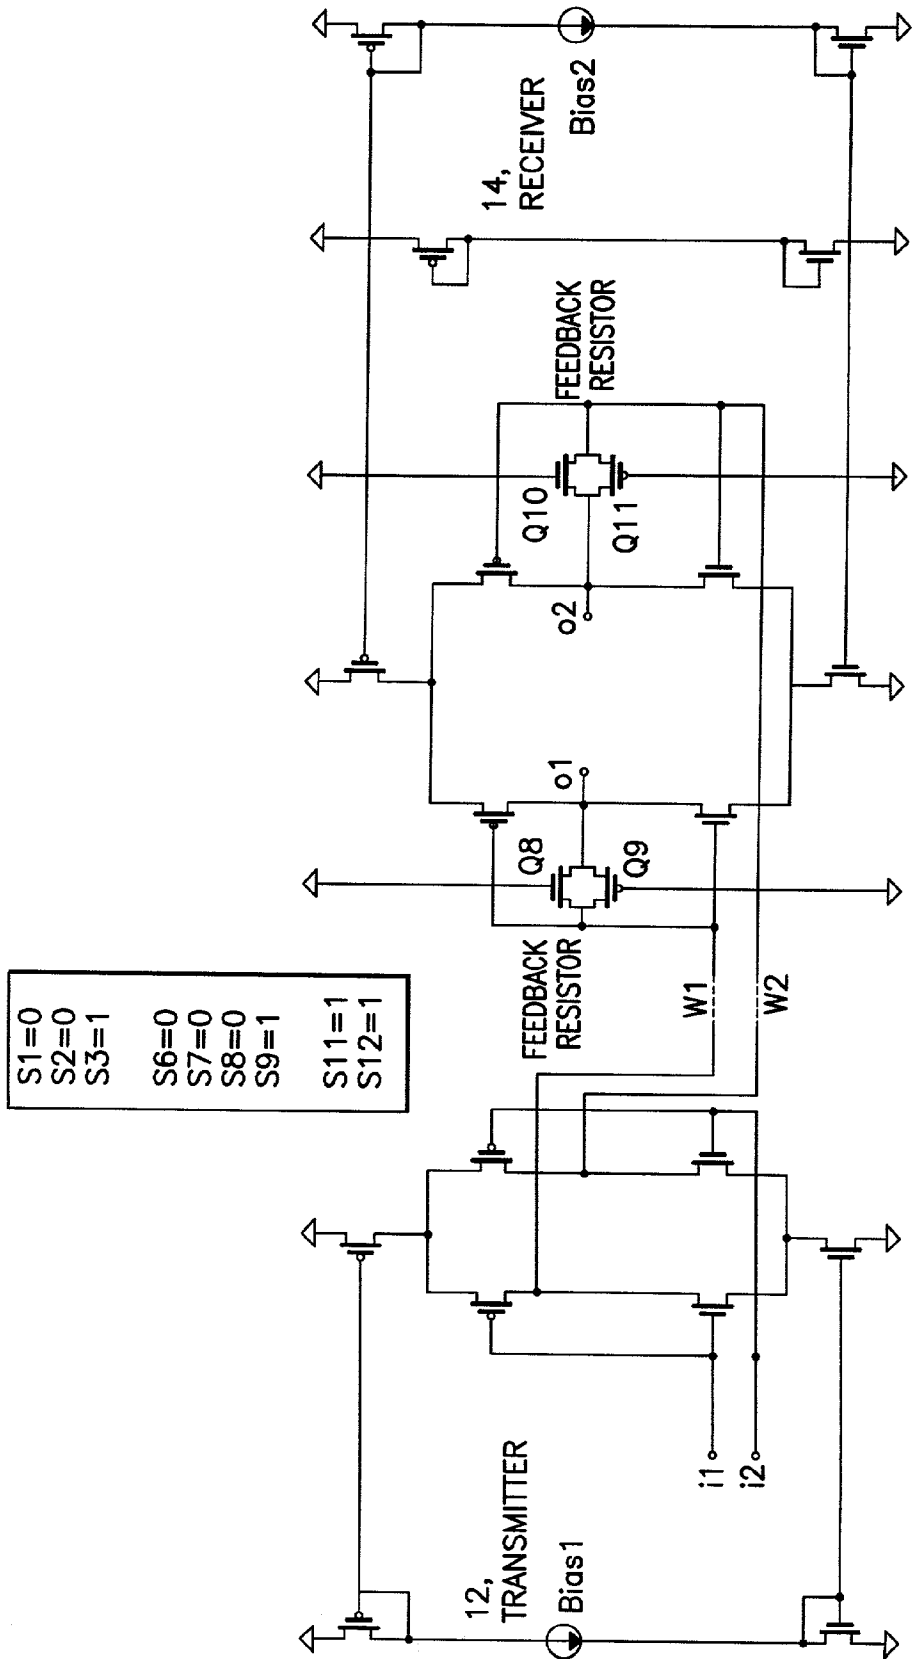 S1=0
S2=0
S3=1
S6=0
S7=0
S8=0
S9=1
S11=1
S12=1
12,
TRANSMITTER
Bias1
i1
i2
W1
W2
FEEDBACK
RESISTOR
Q8
Q9
o1
o2
Q10
Q11
FEEDBACK
RESISTOR
14,
RECEIVER
Bias2